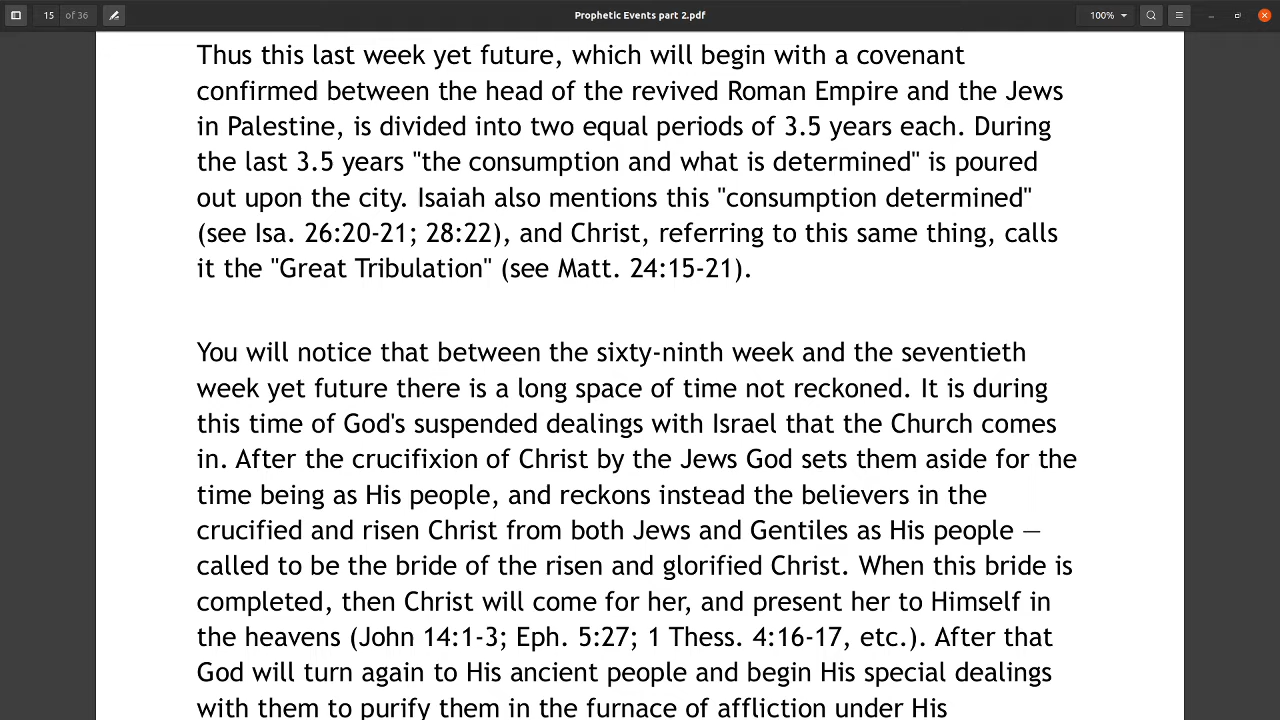 15 of 36
Prophetic Events part 2.pdf
100%
Thus this last week yet future, which will begin with a covenant
confirmed between the head of the revived Roman Empire and the Jews
in Palestine, is divided into two equal periods of 3.5 years each. During
the last 3.5 years "the consumption and what is determined" is poured
out upon the city. Isaiah also mentions this "consumption determined"
(see Isa. 26:20-21; 28:22), and Christ, referring to this same thing, calls
it the "Great Tribulation" (see Matt. 24:15-21).
You will notice that between the sixty-ninth week and the seventieth
week yet future there is a long space of time not reckoned. It is during
this time of God's suspended dealings with Israel that the Church comes
in. After the crucifixion of Christ by the Jews God sets them aside for the
time being as His people, and reckons instead the believers in the
crucified and risen Christ from both Jews and Gentiles as His people —
called to be the bride of the risen and glorified Christ. When this bride is
completed, then Christ will come for her, and present her to Himself in
the heavens (John 14:1-3; Eph. 5:27; 1 Thess. 4:16-17, etc.). After that
God will turn again to His ancient people and begin His special dealings
with them to purify them in the furnace of affliction under His